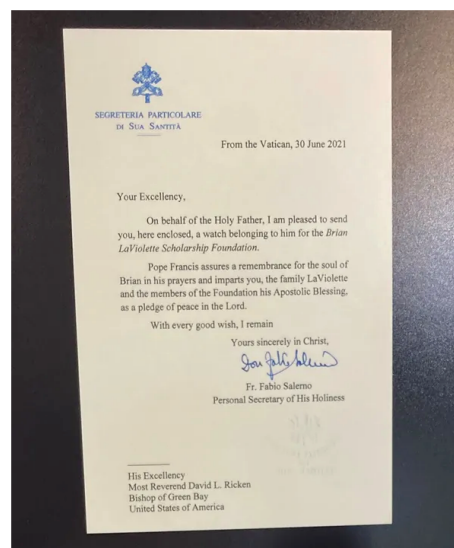 SEGRETERIA PARTICOLARE
DI SUA SANTITÀ
From the Vatican, 30 June 2021
Your Excellency,
On behalf of the Holy Father, I am pleased to send
you, here enclosed, a watch belonging to him for the Brian
LaViolette Scholarship Foundation.
Pope Francis assures a remembrance for the soul of
Brian in his prayers and imparts you, the family LaViolette
and the members of the Foundation his Apostolic Blessing,
as a pledge of peace in the Lord.
With every good wish, I remain
Yours sincerely in Christ,
Fr. Fabio Salerno
Personal Secretary of His Holiness
His Excellency
Most Reverend David L. Ricken
Bishop of Green Bay
United States of America